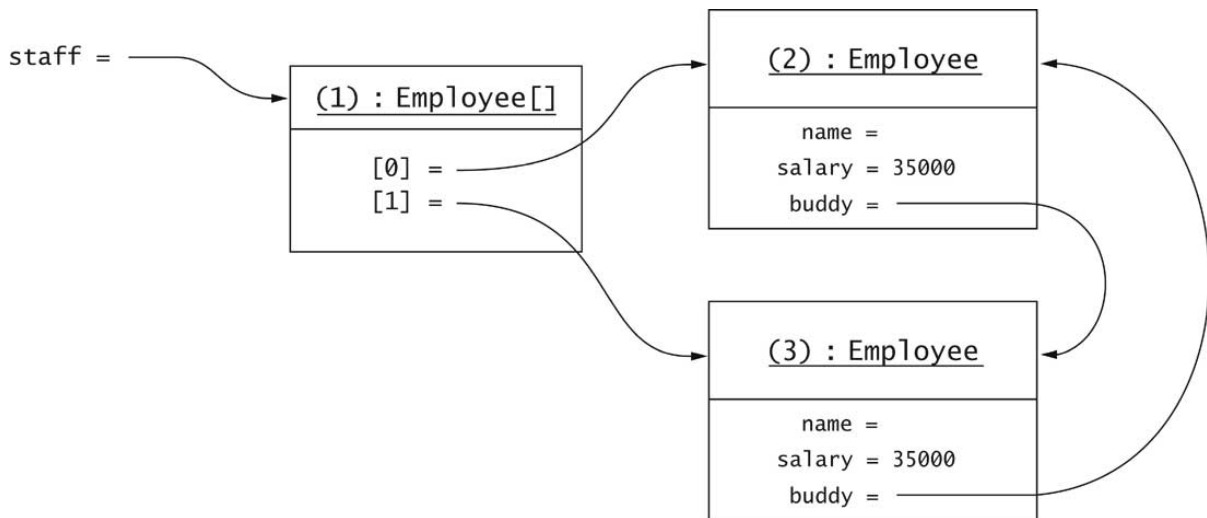 staff =
(1) : Employee[]
[0] =
[1] =
(2) : Employee
name =
salary = 35000
buddy =
(3) : Employee
name =
salary = 35000
buddy =